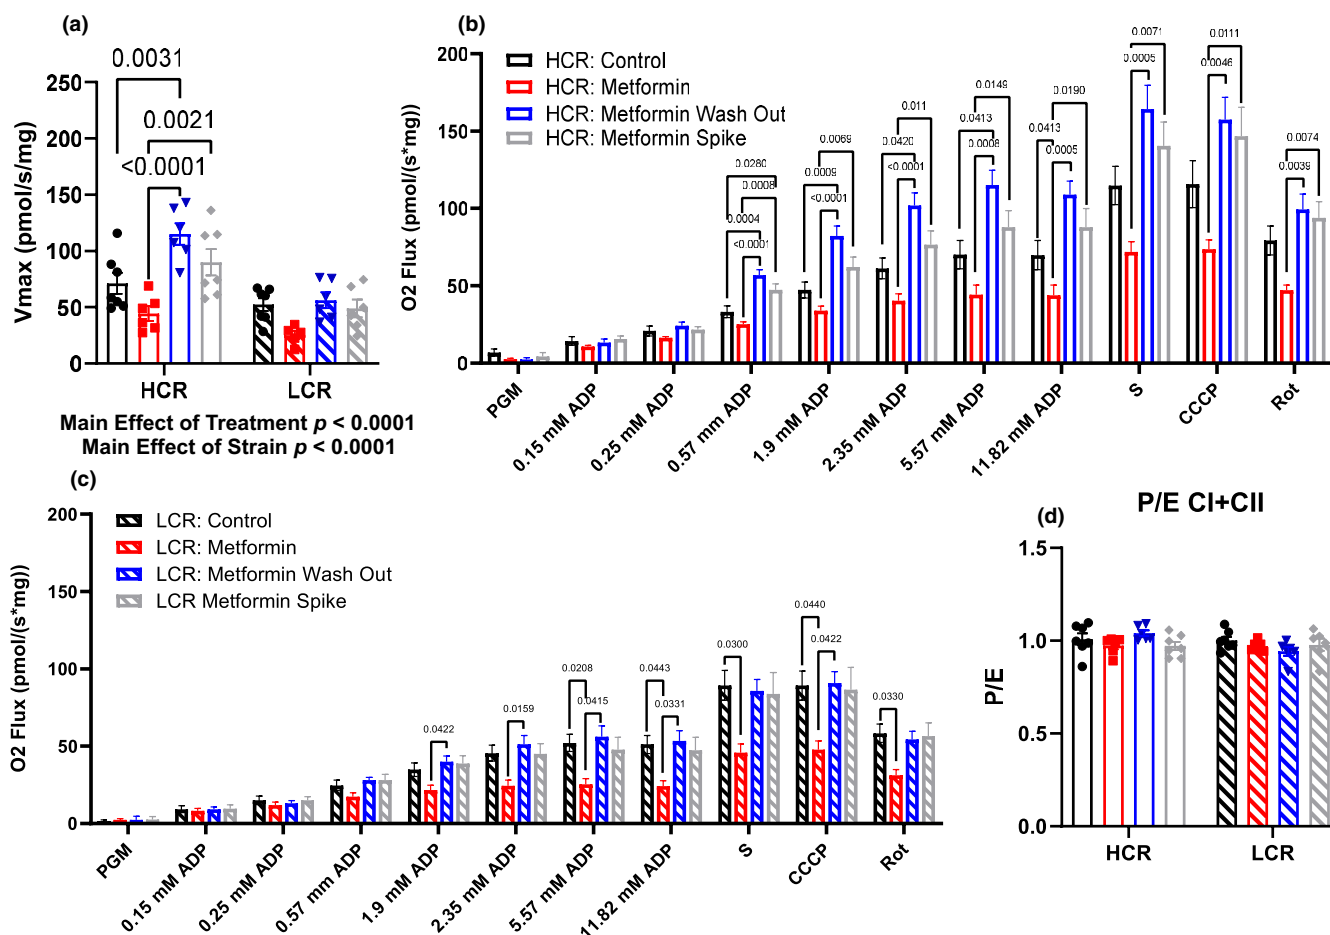 (a)
0.0031
0.0021
<0.0001
Vmax (pmol/s/mg)
250
200
150
100
50
0
HCR
LCR
Main Effect of Treatment p < 0.0001
Main Effect of Strain p < 0.0001
(b)
O2 Flux (pmol/(s*mg))
200
150
100
50
0
HCR: Control
HCR: Metformin
HCR: Metformin Wash Out
HCR: Metformin Spike
0.0280
0.0008
0.0004
<0.0001
0.0069
0.0009
<0.0001
0.011
0.0420
<0.0001
0.0149
0.0413
0.0008
0.0190
0.0413
0.0005
0.0071
0.0005
0.0111
0.0046
0.0074
0.0039
PGM
0.15 mM ADP
0.25 mM ADP
0.57 mm ADP
1.9 mM ADP
2.35 mM ADP
5.57 mM ADP
11.82 mM ADP
S
CCCP
Rot
(c)
O2 Flux (pmol/(s*mg))
200
150
100
50
0
LCR: Control
LCR: Metformin
LCR: Metformin Wash Out
LCR Metformin Spike
0.0422
0.0159
0.0208
0.0415
0.0443
0.0331
0.0300
0.0440
0.0422
0.0330
PGM
0.15 mM ADP
0.25 mM ADP
0.57 mm ADP
1.9 mM ADP
2.35 mM ADP
5.57 mM ADP
11.82 mM ADP
S
CCCP
Rot
(d)
P/E CI+CII
P/E
1.5
1.0
0.5
0.0
HCR
LCR